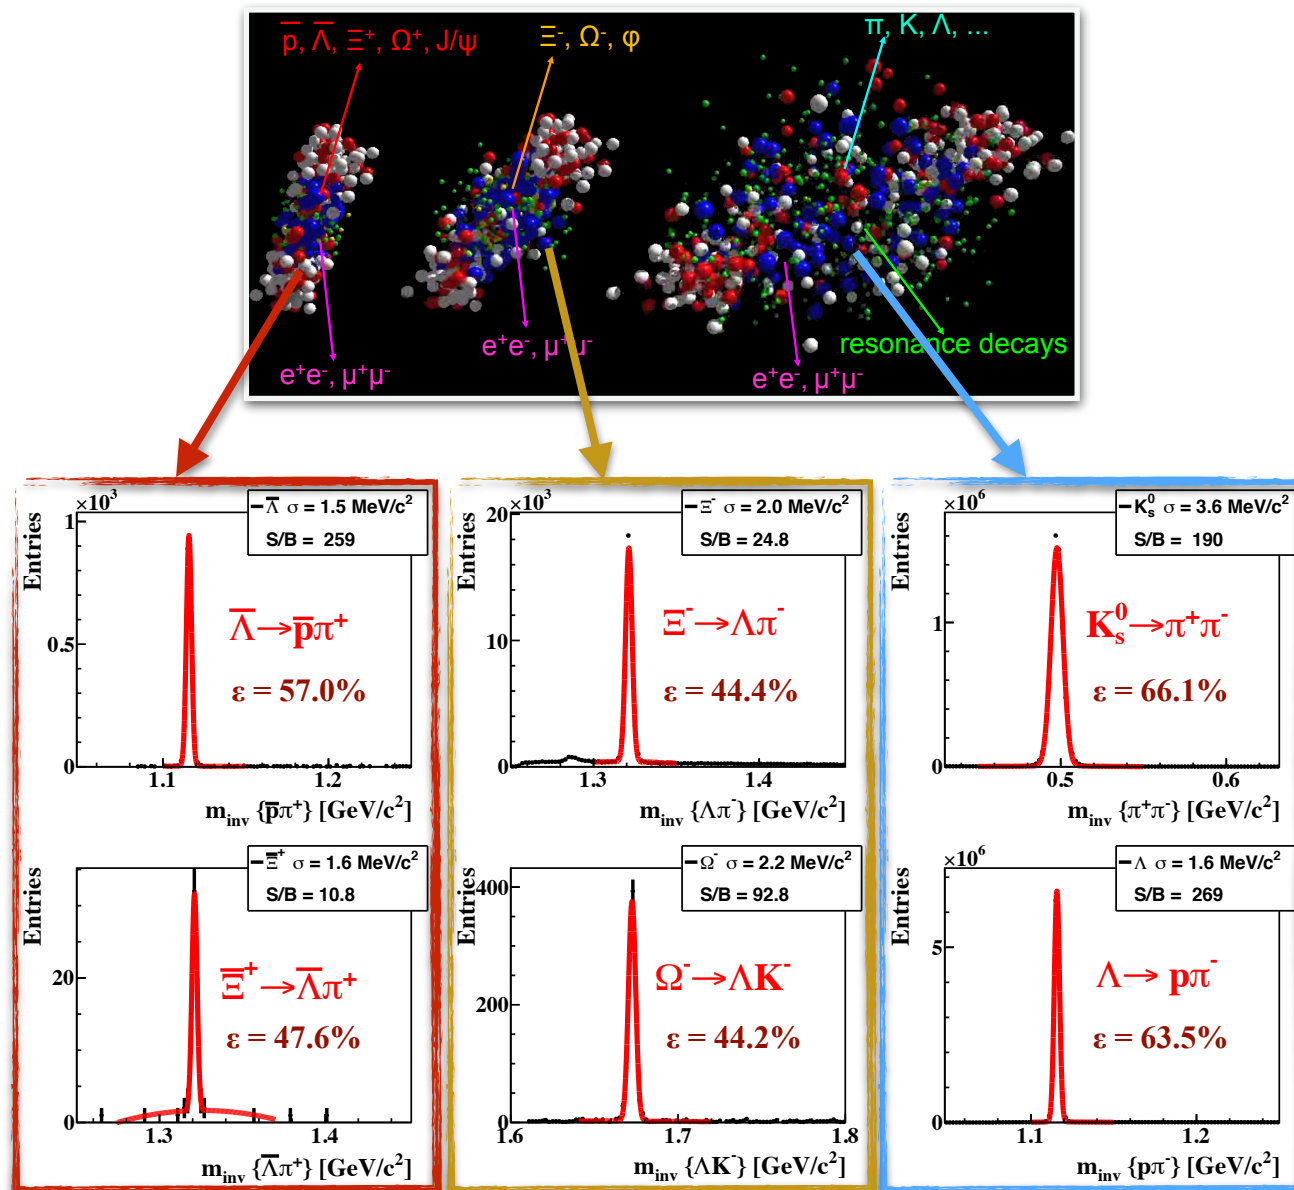 p̅, Λ̅, Ξ⁺, Ω⁺, J/ψ
Ξ⁻, Ω⁻, φ
π, K, Λ, ...
e⁺e⁻, μ⁺μ⁻
e⁺e⁻, μ⁺μ⁻
e⁺e⁻, μ⁺μ⁻
resonance decays
×10³
Entries
1
0.5
0
1.1
1.2
Λ̅ σ = 1.5 MeV/c²
S/B = 259
Λ̅→p̅π⁺
ε = 57.0%
m_inv {p̅π⁺} [GeV/c²]
×10³
Entries
20
10
0
1.3
1.4
Ξ⁻ σ = 2.0 MeV/c²
S/B = 24.8
Ξ⁻→Λπ⁻
ε = 44.4%
m_inv {Λπ⁻} [GeV/c²]
×10⁶
Entries
1
0
0.5
0.6
K⁰_s σ = 3.6 MeV/c²
S/B = 190
K⁰_s→π⁺π⁻
ε = 66.1%
m_inv {π⁺π⁻} [GeV/c²]
Entries
20
0
1.3
1.4
Ξ̅⁺ σ = 1.6 MeV/c²
S/B = 10.8
Ξ̅⁺→Λ̅π⁺
ε = 47.6%
m_inv {Λ̅π⁺} [GeV/c²]
Entries
400
200
0
1.6
1.7
1.8
Ω⁻ σ = 2.2 MeV/c²
S/B = 92.8
Ω⁻→ΛK⁻
ε = 44.2%
m_inv {ΛK⁻} [GeV/c²]
×10⁶
Entries
5
0
1.1
1.2
Λ σ = 1.6 MeV/c²
S/B = 269
Λ→ pπ⁻
ε = 63.5%
m_inv {pπ⁻} [GeV/c²]